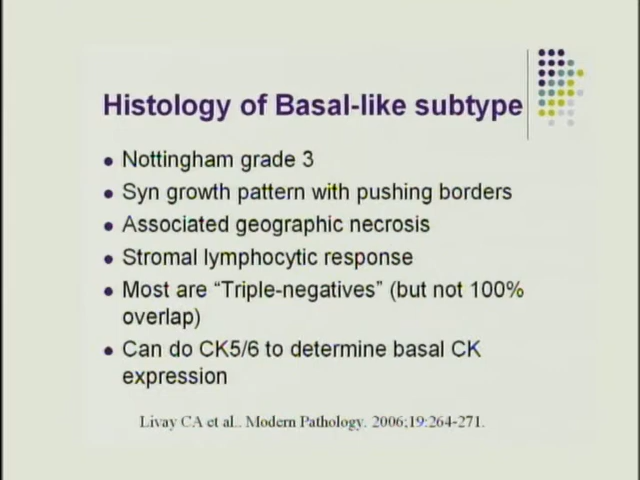 Histology of Basal-like subtype
Nottingham grade 3
Syn growth pattern with pushing borders
Associated geographic necrosis
Stromal lymphocytic response
Most are “Triple-negatives” (but not 100%
overlap)
Can do CK5/6 to determine basal CK
expression
Livay CA et al.. Modern Pathology. 2006;19:264-271.